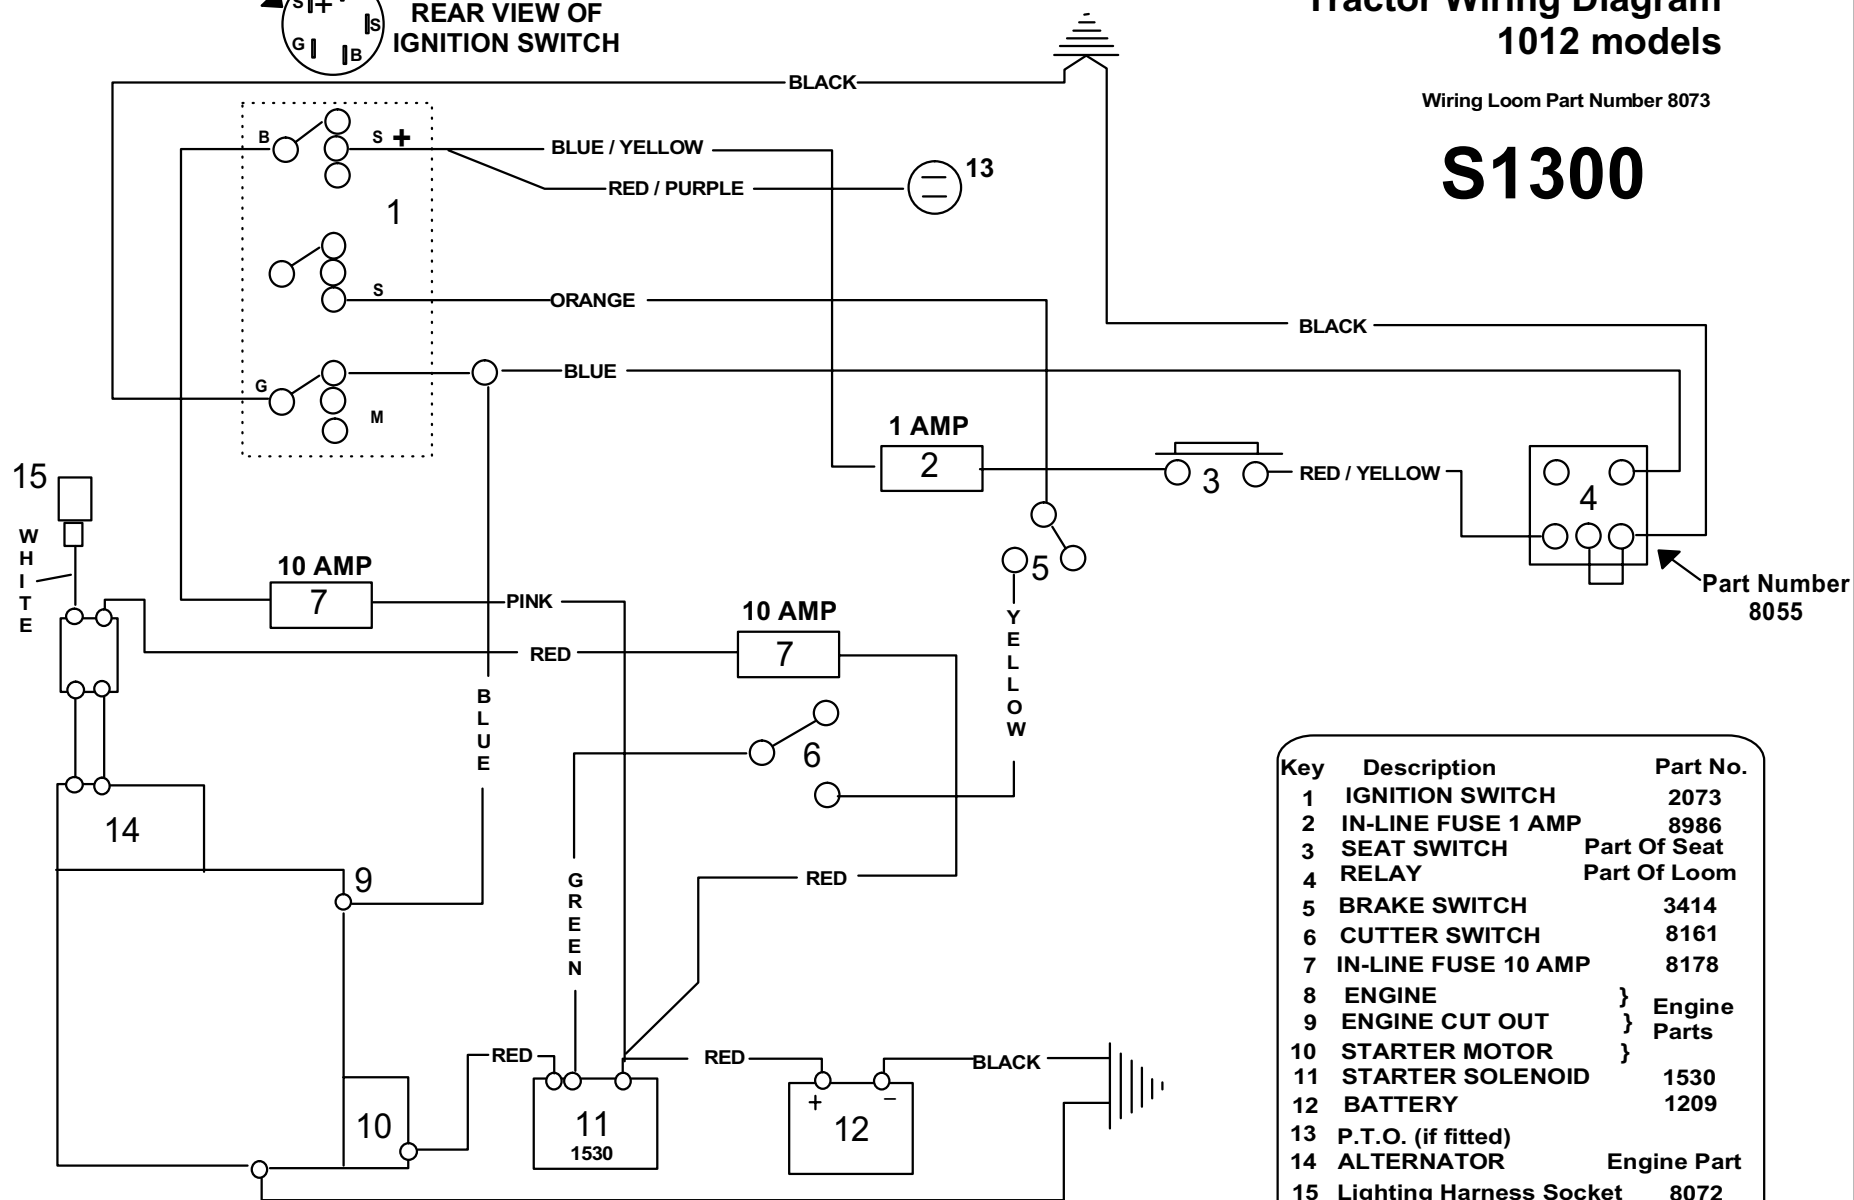 S +
REAR VIEW OF
S
IGNITION SWITCH
G
B
Tractor Wiring Diagram
1012 models
Wiring Loom Part Number 8073
S1300
BLACK
B
S +
BLUE / YELLOW
13
RED / PURPLE
1
S
ORANGE
BLACK
G
BLUE
M
1 AMP
2
3
RED / YELLOW
4
15
WHITE
5
10 AMP
7
PINK
Part Number
8055
10 AMP
7
RED
YELLOW
BLUE
6
14
9
RED
GREEN
RED
RED
BLACK
10
11
1530
+
−
12
Key Description Part No.
1 IGNITION SWITCH 2073
2 IN-LINE FUSE 1 AMP 8986
3 SEAT SWITCH Part Of Seat
4 RELAY Part Of Loom
5 BRAKE SWITCH 3414
6 CUTTER SWITCH 8161
7 IN-LINE FUSE 10 AMP 8178
8 ENGINE } Engine
9 ENGINE CUT OUT } Parts
10 STARTER MOTOR }
11 STARTER SOLENOID 1530
12 BATTERY 1209
13 P.T.O. (if fitted)
14 ALTERNATOR Engine Part
15 Lighting Harness Socket 8072